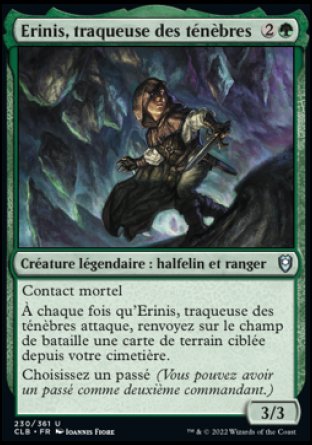 Erinis, traqueuse des ténèbres 2
Créature légendaire : halfelin et ranger
Contact mortel
À chaque fois qu'Erinis, traqueuse des
ténèbres attaque, renvoyez sur le champ
de bataille une carte de terrain ciblée
depuis votre cimetière.
Choisissez un passé (Vous pouvez avoir
un passé comme deuxième commandant.)
3/3
230/361 U
CLB • FR Ioannis Fiore
™ & © 2022 Wizards of the Coast